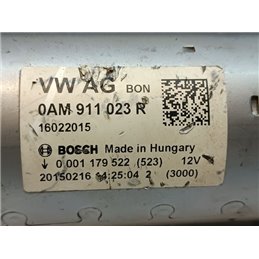 VW AG BON
0AM 911 023 R
16022015
BOSCH Made in Hungary
0 001 179 522 (523) 12V
20150216 14:25:04 2 (3000)